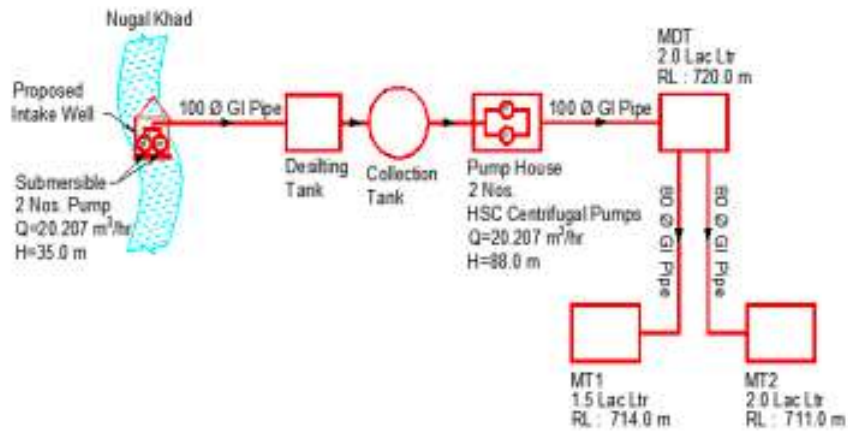 Nugal Khad
Proposed
Intake Well
100 Ø GI Pipe
Submersible
2 Nos. Pump
Q=20.207 m³/hr
H=35.0 m
Desilting
Tank
Collection
Tank
Pump House
2 Nos.
HSC Centrifugal Pumps
Q=20.207 m³/hr
H=88.0 m
100 Ø GI Pipe
MDT
2.0 Lac Ltr
RL : 720.0 m
80 Ø GI Pipe
80 Ø GI Pipe
MT1
1.5 Lac Ltr
RL : 714.0 m
MT2
2.0 Lac Ltr
RL : 711.0 m